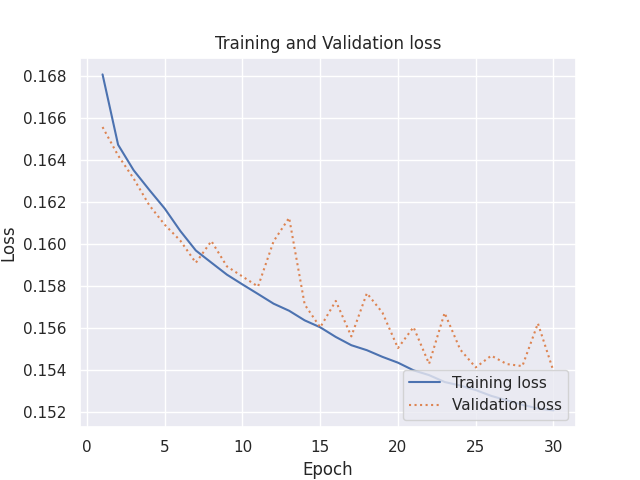 Training and Validation loss
0.168
0.166
0.164
0.162
0.160
0.158
0.156
0.154
0.152
Loss
0 5 10 15 20 25 30
Epoch
Training loss
Validation loss